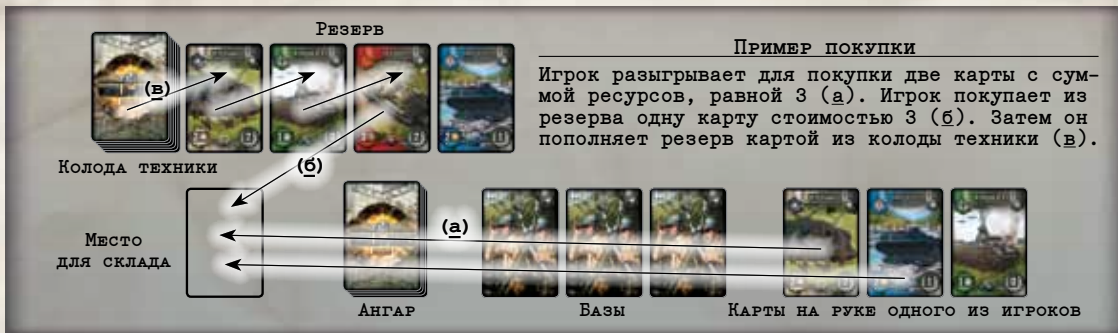 Резерв
Пример покупки
Игрок разыгрывает для покупки две карты с сум-
мой ресурсов, равной 3 (а). Игрок покупает из
резерва одну карту стоимостью 3 (б). Затем он
пополняет резерв картой из колоды техники (в).
(в)
Колода техники
(б)
(а)
Место
для склада
Ангар
Базы
Карты на руке одного из игроков